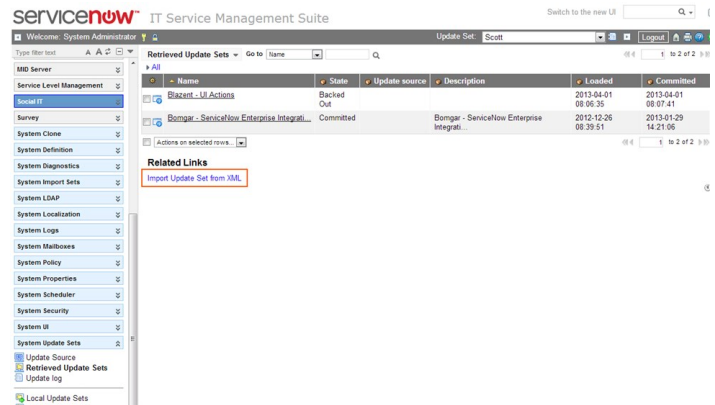 servicenow™ IT Service Management Suite
Switch to the new UI
Welcome: System Administrator
Update Set: Scott
Logout
Type filter text
A A
Retrieved Update Sets
Go to Name
1 to 2 of 2
All
Name State Update source Description Loaded Committed
Blazent - UI Actions Backed Out 2013-04-01 08:06:35 2013-04-01 08:07:41
Bomgar - ServiceNow Enterprise Integrati... Committed Bomgar - ServiceNow Enterprise Integrati... 2012-12-26 08:39:51 2013-01-29 14:21:06
Actions on selected rows...
1 to 2 of 2
Related Links
Import Update Set from XML
MID Server
Service Level Management
Social IT
Survey
System Clone
System Definition
System Diagnostics
System Import Sets
System LDAP
System Localization
System Logs
System Mailboxes
System Policy
System Properties
System Scheduler
System Security
System UI
System Update Sets
Update Source
Retrieved Update Sets
Update log
Local Update Sets